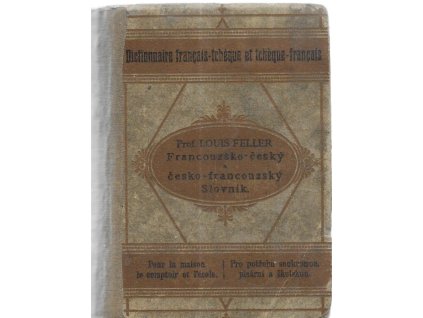 Dictionnaire français-tchèque et tchèque-français
Prof. LOUIS FELLER
Francouzsko-český
a
česko-francouzský
Slovník.
Pour la maison,
le comptoir et l'école.
Pro potřebu soukromou,
písární a školskou.